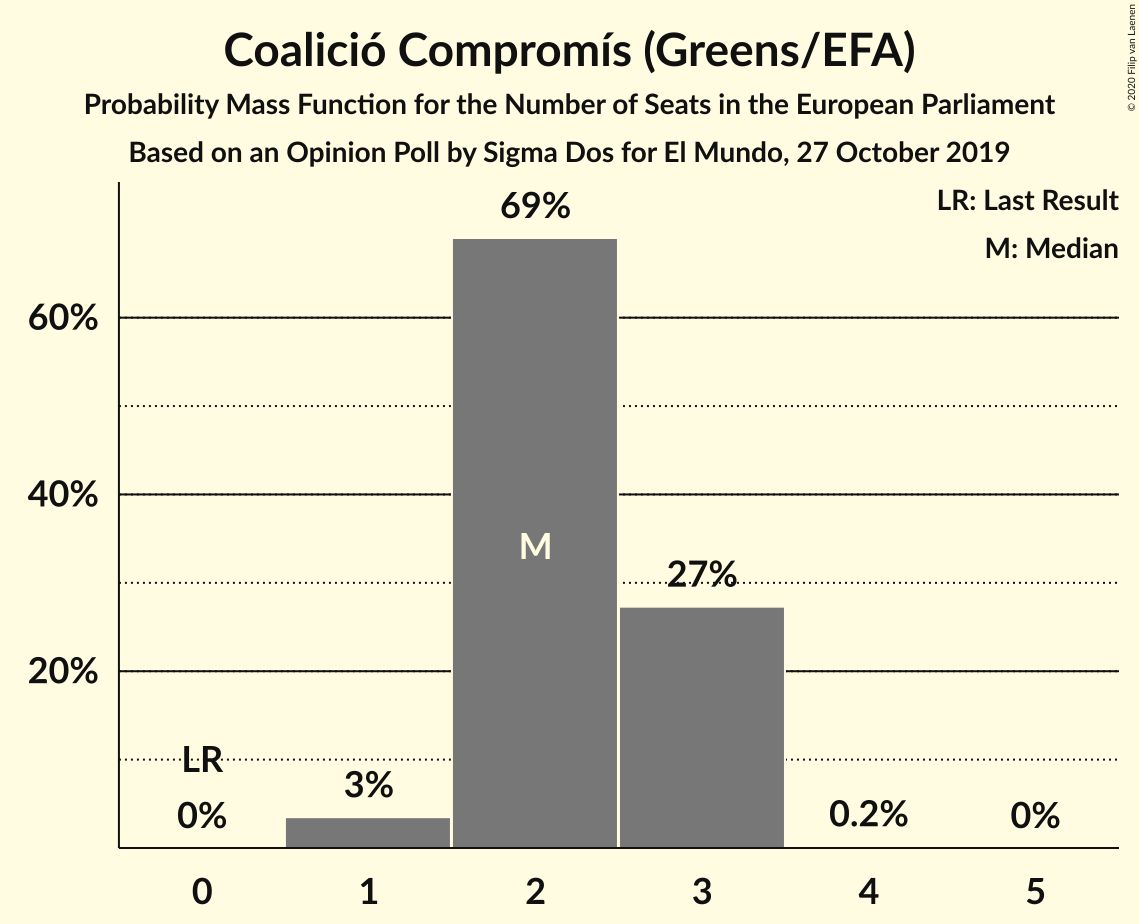 Coalició Compromís (Greens/EFA)
Probability Mass Function for the Number of Seats in the European Parliament
Based on an Opinion Poll by Sigma Dos for El Mundo, 27 October 2019
© 2020 Filip van Laenen
LR: Last Result
M: Median
69%
60%
40%
M
27%
20%
LR
3%
0%
0.2%
0%
0 1 2 3 4 5